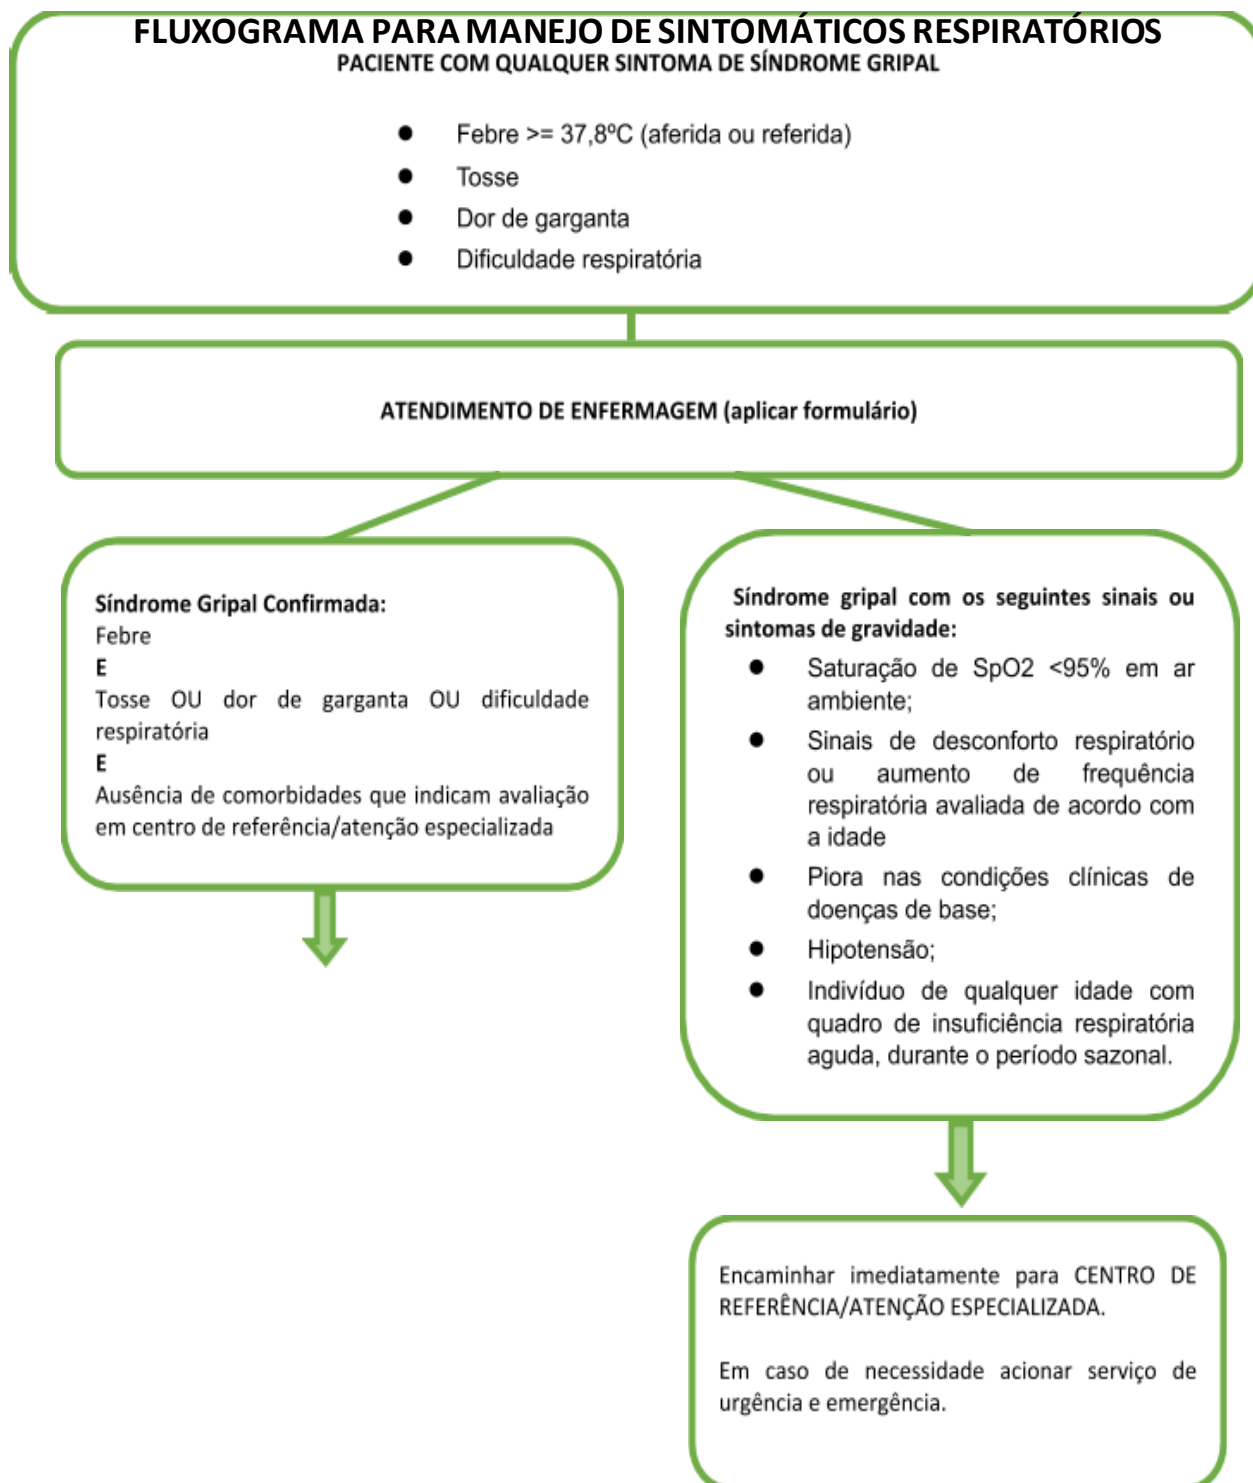 FLUXOGRAMA PARA MANEJO DE SINTOMÁTICOS RESPIRATÓRIOS
PACIENTE COM QUALQUER SINTOMA DE SÍNDROME GRIPAL
● Febre >= 37,8ºC (aferida ou referida)
● Tosse
● Dor de garganta
● Dificuldade respiratória
ATENDIMENTO DE ENFERMAGEM (aplicar formulário)
Síndrome Gripal Confirmada:
Febre
E
Tosse OU dor de garganta OU dificuldade
respiratória
E
Ausência de comorbidades que indicam avaliação
em centro de referência/atenção especializada
Síndrome gripal com os seguintes sinais ou
sintomas de gravidade:
● Saturação de SpO2 <95% em ar
ambiente;
● Sinais de desconforto respiratório
ou aumento de frequência
respiratória avaliada de acordo com
a idade
● Piora nas condições clínicas de
doenças de base;
● Hipotensão;
● Indivíduo de qualquer idade com
quadro de insuficiência respiratória
aguda, durante o período sazonal.
Encaminhar imediatamente para CENTRO DE
REFERÊNCIA/ATENÇÃO ESPECIALIZADA.
Em caso de necessidade acionar serviço de
urgência e emergência.